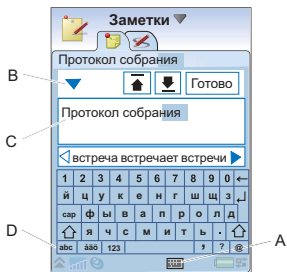 Заметки
Протокол собрания
B
Готово
Протокол собрания
C
встреча встречает встречи
1 2 3 4 5 6 7 8 9 0 ←
й ц у к е н г ш щ з
cap ф ы в а п р о л д
я ч с м и т ь .
D
abc áäõ 123 , ? @
A